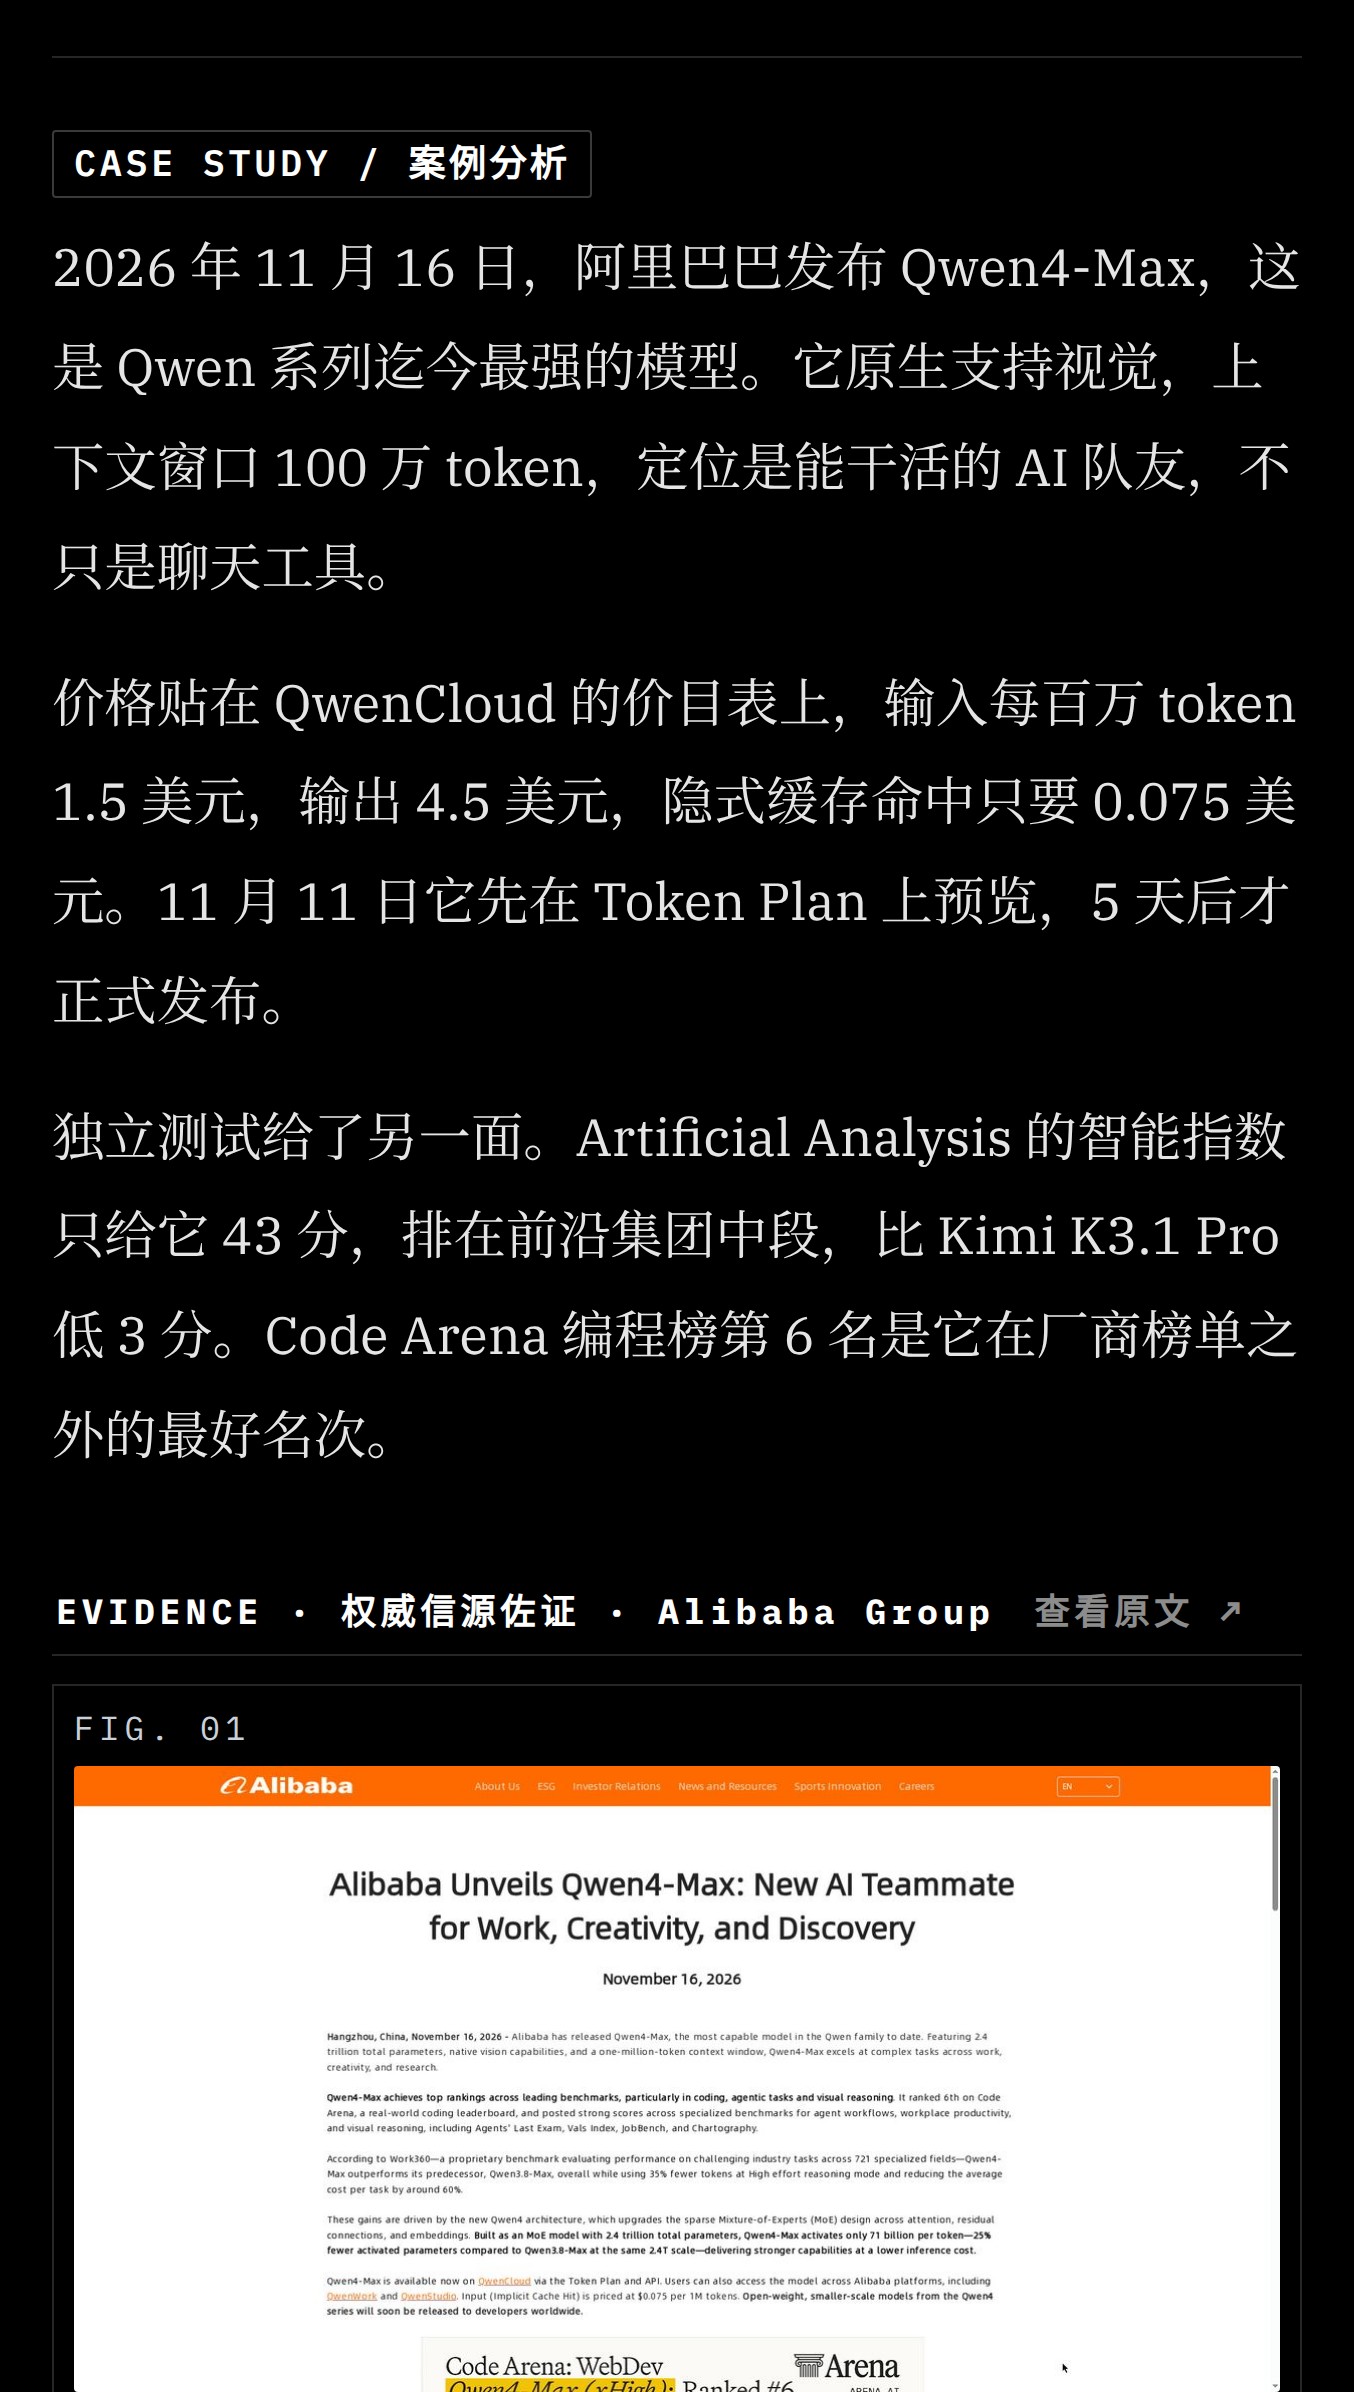 CASE STUDY / 案例分析
2026 年 11 月 16 日，阿里巴巴发布 Qwen4-Max，这
是 Qwen 系列迄今最强的模型。它原生支持视觉，上
下文窗口 100 万 token，定位是能干活的 AI 队友，不
只是聊天工具。
价格贴在 QwenCloud 的价目表上，输入每百万 token
1.5 美元，输出 4.5 美元，隐式缓存命中只要 0.075 美
元。11 月 11 日它先在 Token Plan 上预览，5 天后才
正式发布。
独立测试给了另一面。Artificial Analysis 的智能指数
只给它 43 分，排在前沿集团中段，比 Kimi K3.1 Pro
低 3 分。Code Arena 编程榜第 6 名是它在厂商榜单之
外的最好名次。
EVIDENCE · 权威信源佐证 · Alibaba Group 查看原文 ↗
FIG. 01
Alibaba About Us ESG Investor Relations News and Resources Sports Innovation Careers EN
Alibaba Unveils Qwen4-Max: New AI Teammate
for Work, Creativity, and Discovery
November 16, 2026
Hangzhou, China, November 16, 2026 - Alibaba has released Qwen4-Max, the most capable model in the Qwen family to date. Featuring 2.4
trillion total parameters, native vision capabilities, and a one-million-token context window, Qwen4-Max excels at complex tasks across work,
creativity, and research.
Qwen4-Max achieves top rankings across leading benchmarks, particularly in coding, agentic tasks and visual reasoning. It ranked 6th on Code
Arena, a real-world coding leaderboard, and posted strong scores across specialized benchmarks for agent workflows, workplace productivity,
and visual reasoning, including Agents' Last Exam, Vals Index, JobBench, and Chartography.
According to Work360—a proprietary benchmark evaluating performance on challenging industry tasks across 721 specialized fields—Qwen4-
Max outperforms its predecessor, Qwen3.8-Max, overall while using 35% fewer tokens at High effort reasoning mode and reducing the average
cost per task by around 60%.
These gains are driven by the new Qwen4 architecture, which upgrades the sparse Mixture-of-Experts (MoE) design across attention, residual
connections, and embeddings. Built as an MoE model with 2.4 trillion total parameters, Qwen4-Max activates only 71 billion per token—25%
fewer activated parameters compared to Qwen3.8-Max at the same 2.4T scale—delivering stronger capabilities at a lower inference cost.
Qwen4-Max is available now on QwenCloud via the Token Plan and API. Users can also access the model across Alibaba platforms, including
QwenWork and QwenStudio. Input (Implicit Cache Hit) is priced at $0.075 per 1M tokens. Open-weight, smaller-scale models from the Qwen4
series will soon be released to developers worldwide.
Code Arena: WebDev
Arena
Qwen4-Max (xHigh): Ranked #6
ARENA.AI